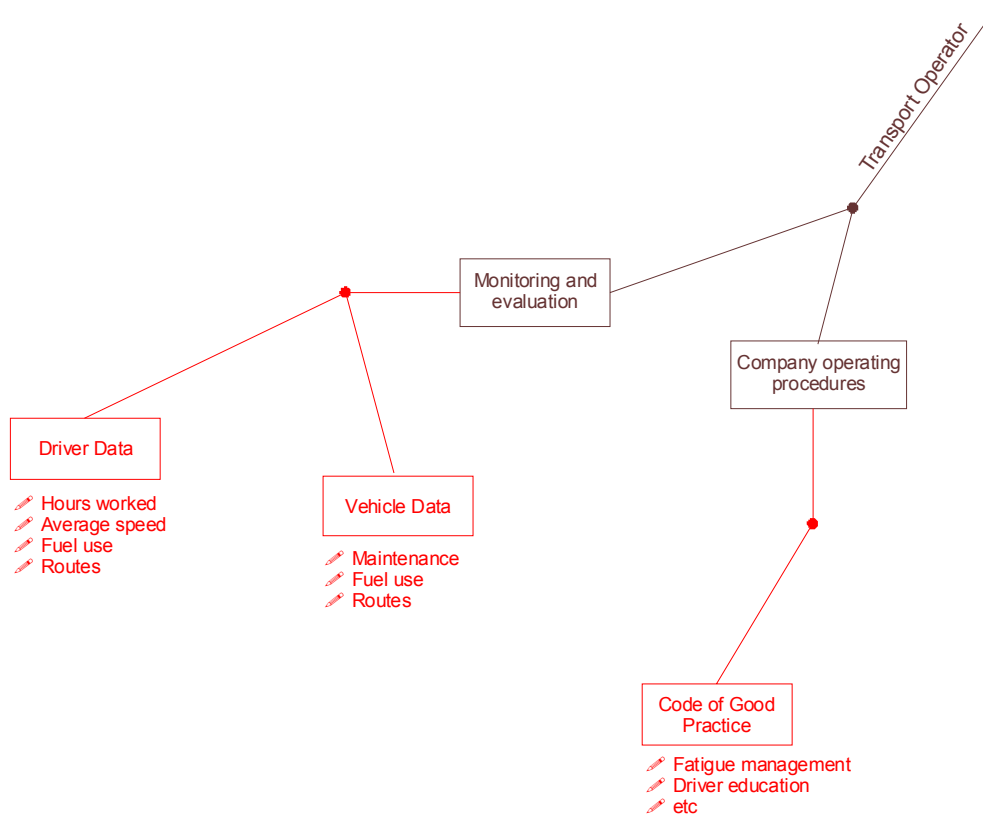 Transport Operator
Monitoring and
evaluation
Company operating
procedures
Driver Data
Hours worked
Average speed
Fuel use
Routes
Vehicle Data
Maintenance
Fuel use
Routes
Code of Good
Practice
Fatigue management
Driver education
etc